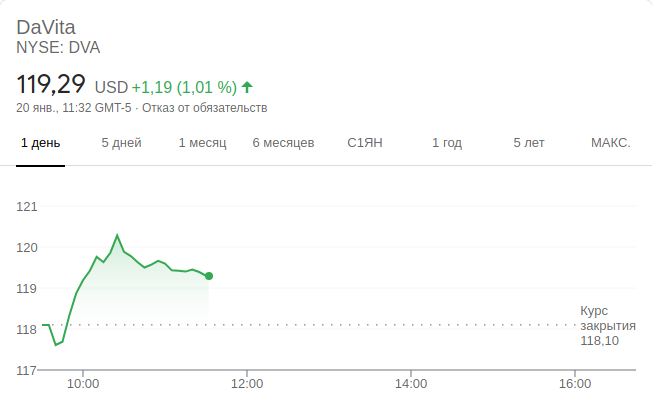 DaVita
NYSE: DVA
119,29 USD +1,19 (1,01 %)
20 янв., 11:32 GMT-5 · Отказ от обязательств
1 день 5 дней 1 месяц 6 месяцев С1ЯН 1 год 5 лет МАКС.
121
120
119
118
117
Курс
закрытия
118,10
10:00 12:00 14:00 16:00